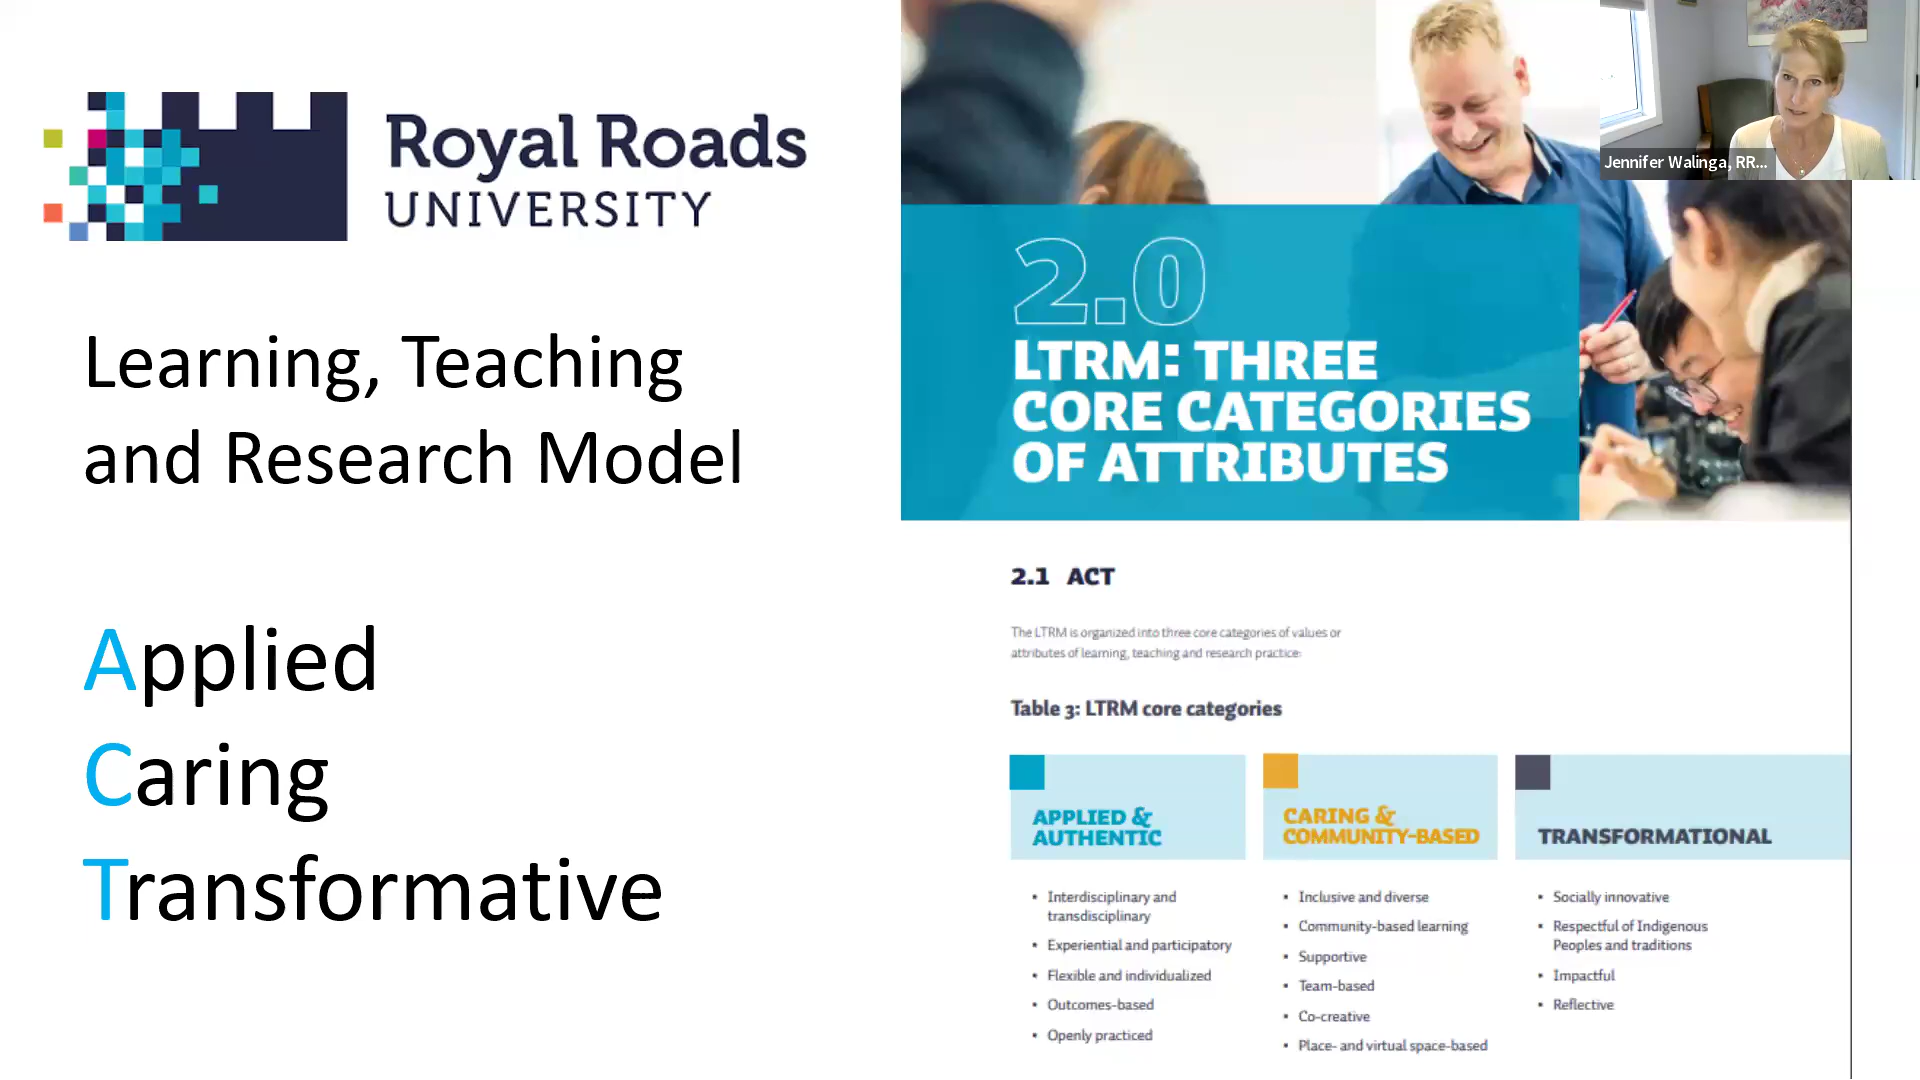 Royal Roads
UNIVERSITY
Learning, Teaching
and Research Model
Applied
Caring
Transformative
Jennifer Walinga, RR...
2.0
LTRM: THREE
CORE CATEGORIES
OF ATTRIBUTES
2.1 ACT
The LTRM is organized into three core categories of values or
attributes of learning, teaching and research practice:
Table 3: LTRM core categories
APPLIED &
AUTHENTIC
• Interdisciplinary and
transdisciplinary
• Experiential and participatory
• Flexible and individualized
• Outcomes-based
• Openly practiced
CARING &
COMMUNITY-BASED
• Inclusive and diverse
• Community-based learning
• Supportive
• Team-based
• Co-creative
• Place- and virtual space-based
TRANSFORMATIONAL
• Socially innovative
• Respectful of Indigenous
Peoples and traditions
• Impactful
• Reflective